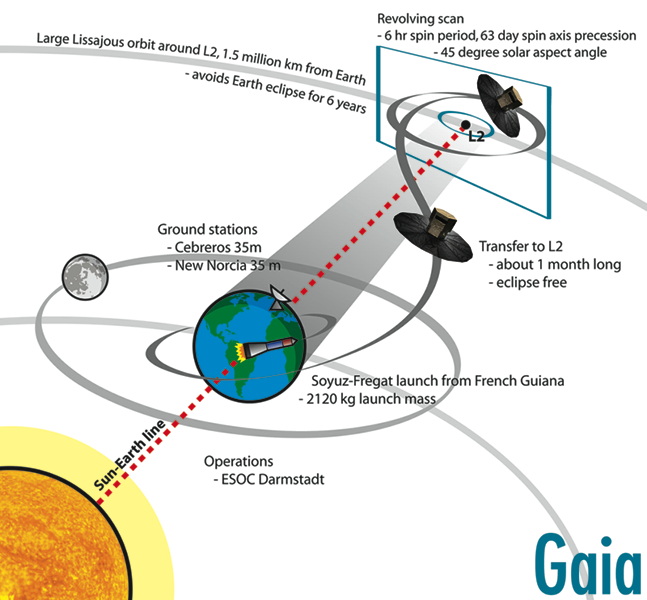 Revolving scan
- 6 hr spin period, 63 day spin axis precession
- 45 degree solar aspect angle
Large Lissajous orbit around L2, 1.5 million km from Earth
- avoids Earth eclipse for 6 years
L2
Ground stations
- Cebreros 35m
- New Norcia 35 m
Transfer to L2
- about 1 month long
- eclipse free
Soyuz-Fregat launch from French Guiana
- 2120 kg launch mass
Sun-Earth line
Operations
- ESOC Darmstadt
Gaia